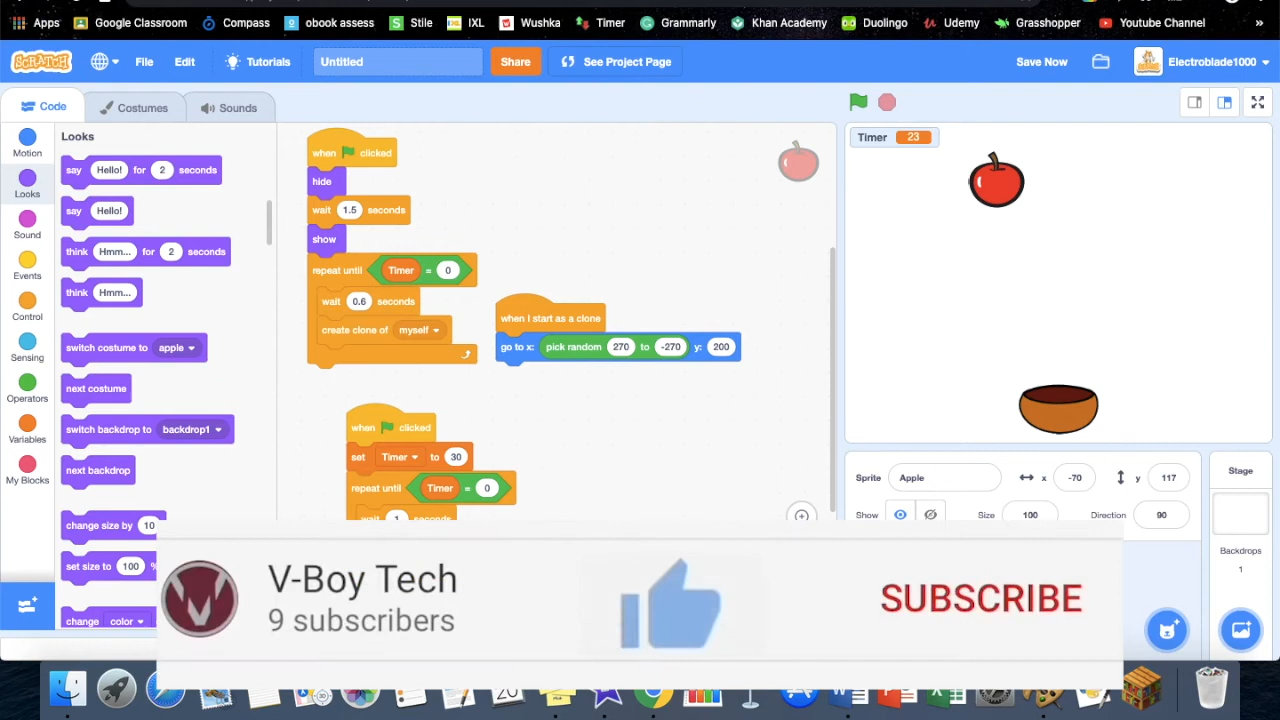 Apps Google Classroom Compass obook assess Stile IXL Wushka Timer Grammarly Khan Academy Duolingo Udemy Grasshopper Youtube Channel »
SCRATCH File Edit Tutorials Untitled Share See Project Page Save Now Electroblade1000
Code Costumes Sounds
Motion
Looks
Sound
Events
Control
Sensing
Operators
Variables
My Blocks
Looks
say Hello! for 2 seconds
say Hello!
think Hmm... for 2 seconds
think Hmm...
switch costume to apple
next costume
switch backdrop to backdrop1
next backdrop
change size by 10
set size to 100 %
change color
when clicked
hide
wait 1.5 seconds
show
repeat until Timer = 0
wait 0.6 seconds
create clone of myself
when I start as a clone
go to x: pick random 270 to -270 y: 200
when clicked
set Timer to 30
repeat until Timer = 0
wait 1 seconds
Timer 23
Sprite Apple x -70 y 117
Show Size 100 Direction 90
Stage
Backdrops
1
V-Boy Tech
9 subscribers
SUBSCRIBE